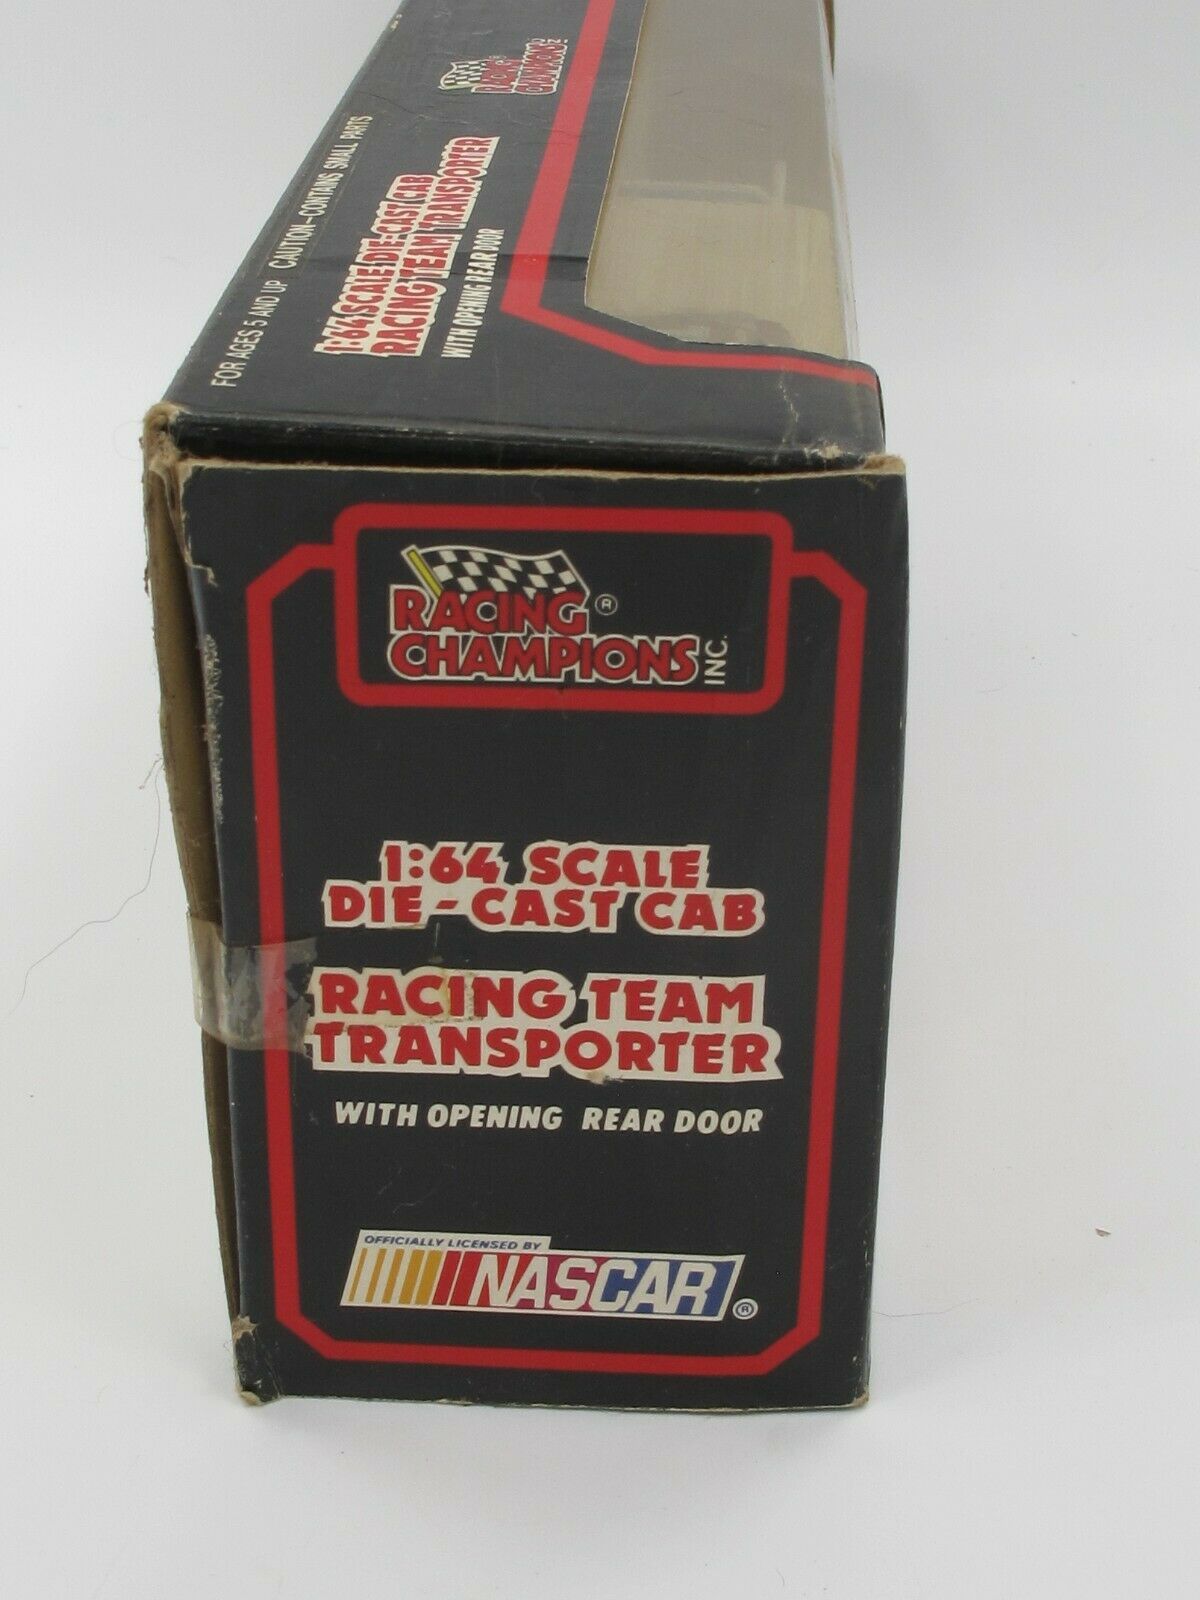 RACING®
CHAMPIONS
1:64 SCALE DIE-CAST CAB
RACING TEAM TRANSPORTER
WITH OPENING REAR DOOR
FOR AGES 5 AND UP CAUTION-CONTAINS SMALL PARTS
RACING®
CHAMPIONS INC.
1:64 SCALE
DIE-CAST CAB
RACING TEAM
TRANSPORTER
WITH OPENING REAR DOOR
OFFICIALLY LICENSED BY
NASCAR®